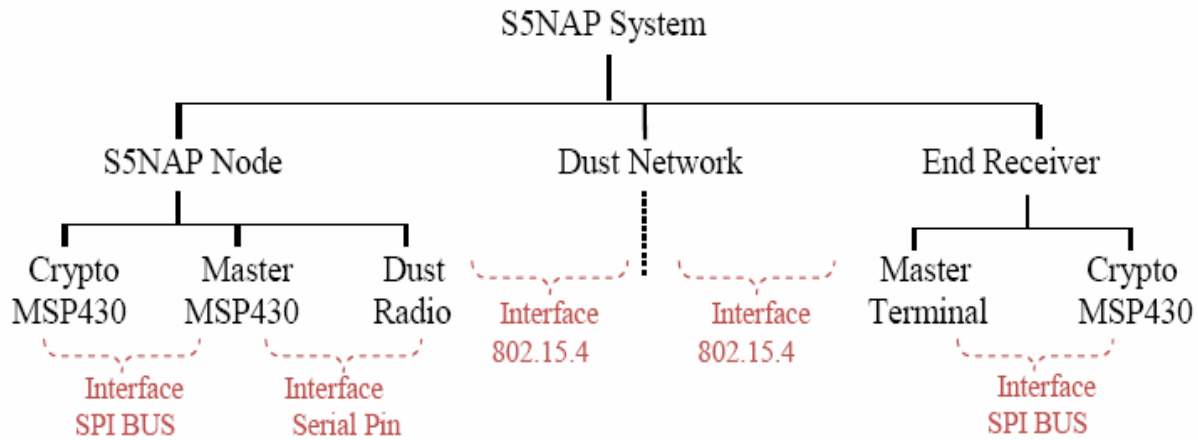 S5NAP System
S5NAP Node
Dust Network
End Receiver
Crypto
MSP430
Master
MSP430
Dust
Radio
Interface
802.15.4
Interface
802.15.4
Master
Terminal
Crypto
MSP430
Interface
SPI BUS
Interface
Serial Pin
Interface
SPI BUS